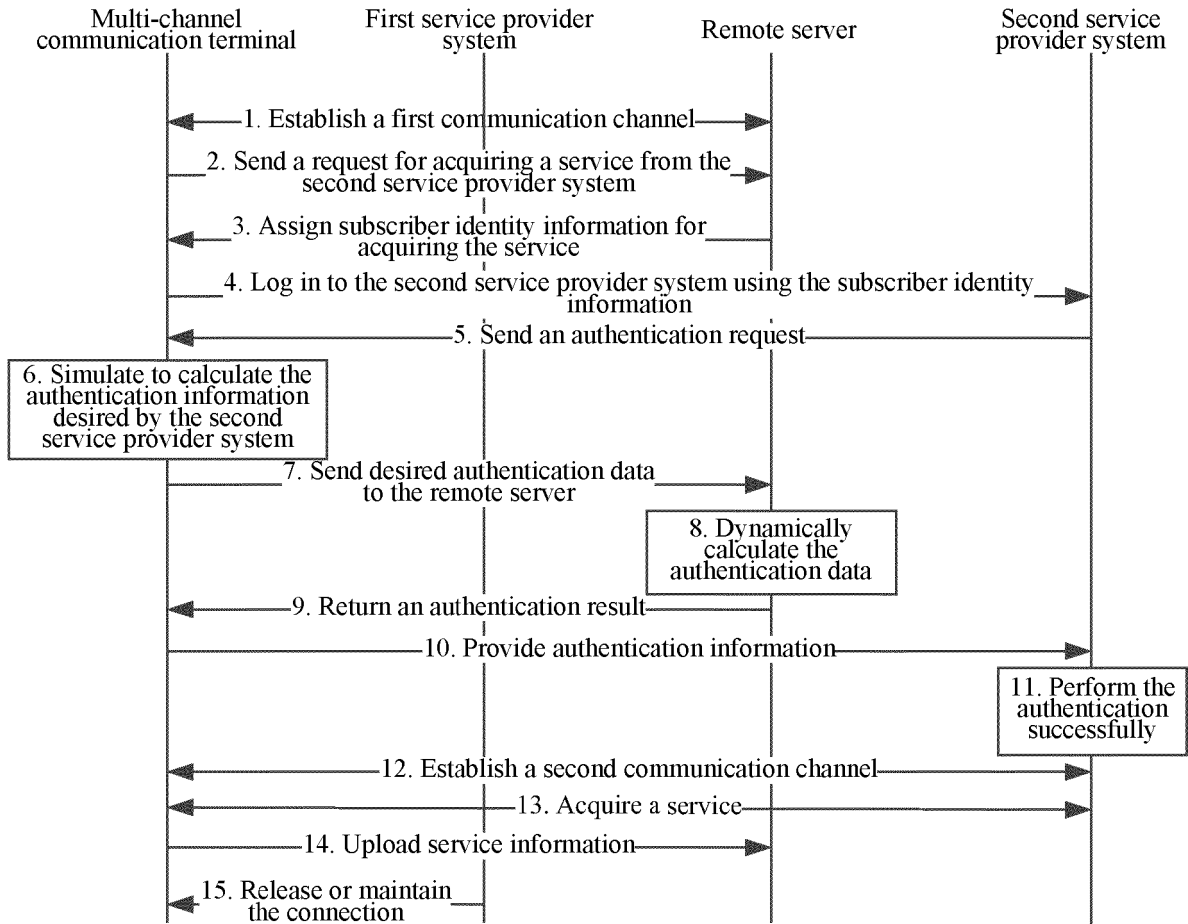 Multi-channel
communication terminal
First service provider
system
Remote server
Second service
provider system
1. Establish a first communication channel
2. Send a request for acquiring a service from the
second service provider system
3. Assign subscriber identity information for
acquiring the service
4. Log in to the second service provider system using the subscriber identity
information
5. Send an authentication request
6. Simulate to calculate the
authentication information
desired by the second
service provider system
7. Send desired authentication data
to the remote server
8. Dynamically
calculate the
authentication data
9. Return an authentication result
10. Provide authentication information
11. Perform the
authentication
successfully
12. Establish a second communication channel
13. Acquire a service
14. Upload service information
15. Release or maintain
the connection